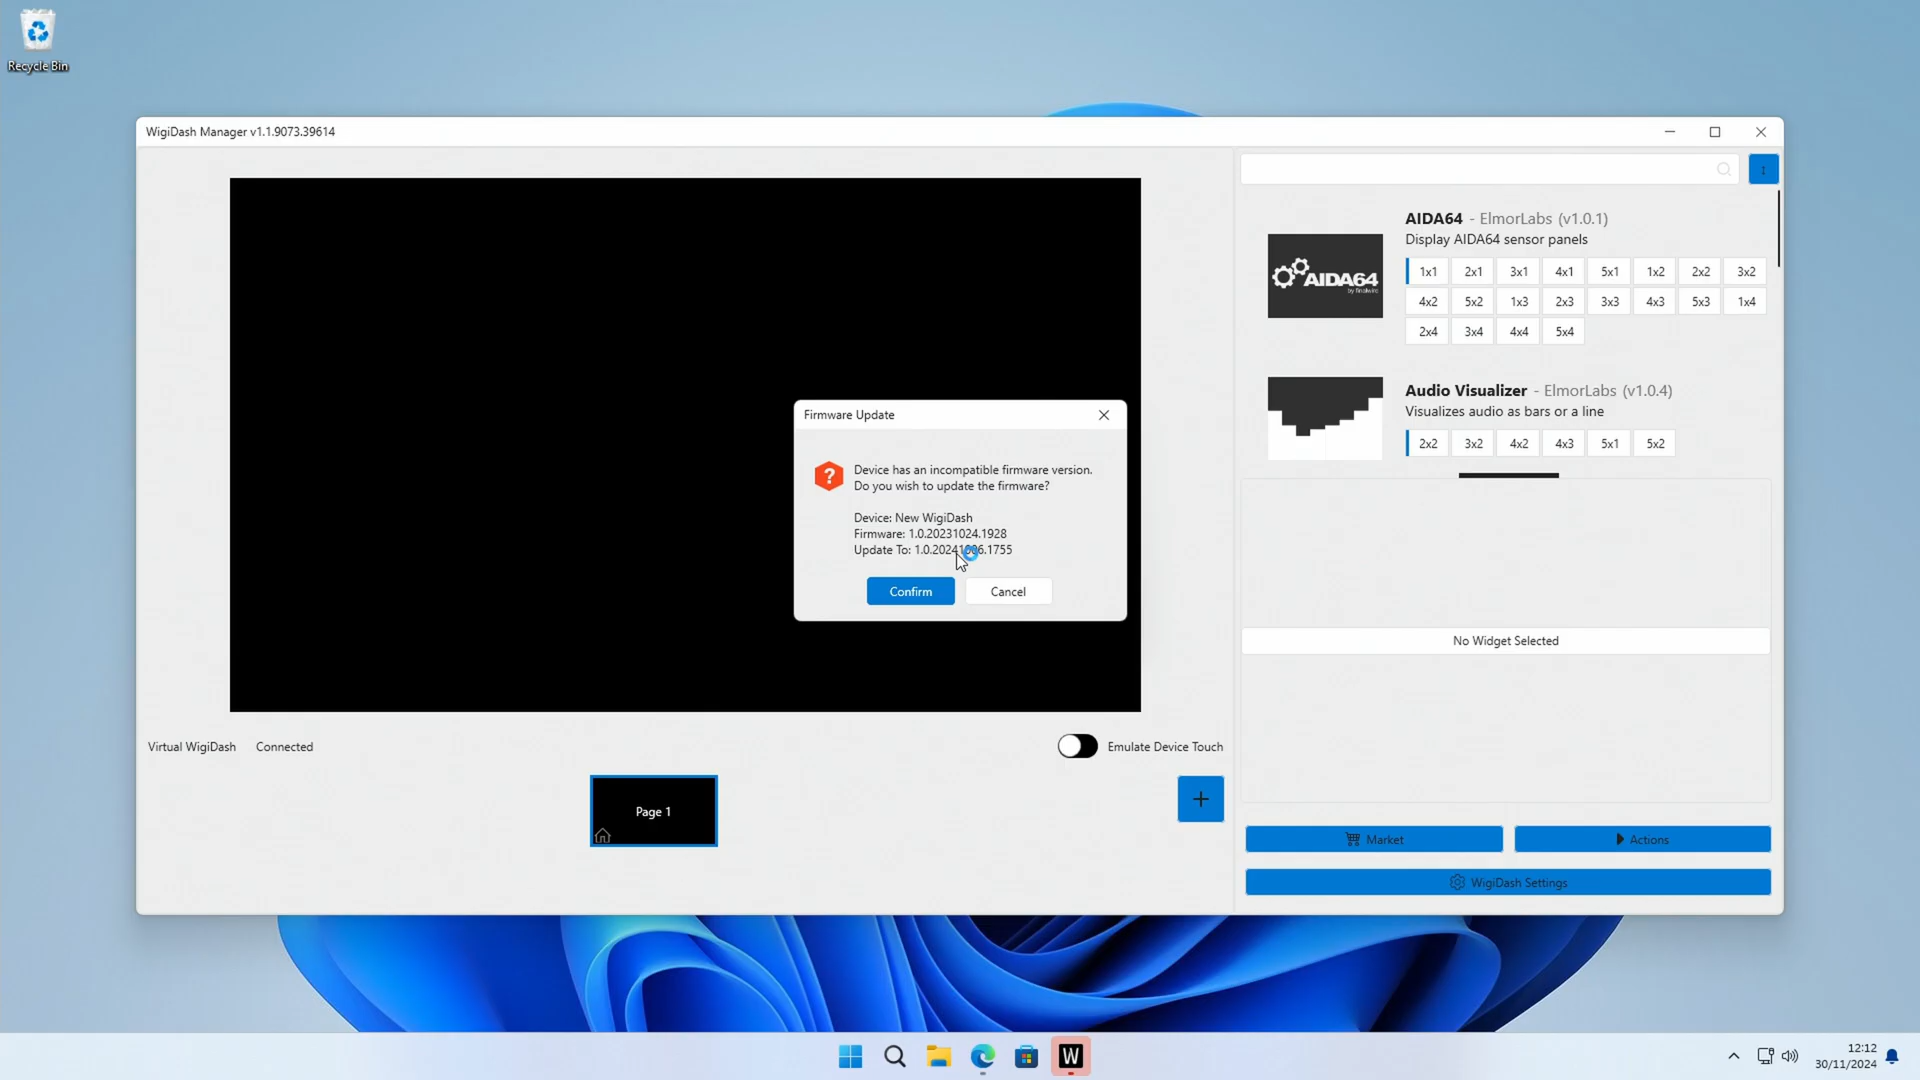 Recycle Bin
WigiDash Manager v1.1.9073.39614
AIDA64 - ElmorLabs (v1.0.1)
Display AIDA64 sensor panels
AIDA64
by finalwire
1x1 2x1 3x1 4x1 5x1 1x2 2x2 3x2
4x2 5x2 1x3 2x3 3x3 4x3 5x3 1x4
2x4 3x4 4x4 5x4
Audio Visualizer - ElmorLabs (v1.0.4)
Visualizes audio as bars or a line
2x2 3x2 4x2 4x3 5x1 5x2
Firmware Update
Device has an incompatible firmware version.
Do you wish to update the firmware?
Device: New WigiDash
Firmware: 1.0.20231024.1928
Update To:
Confirm Cancel
No Widget Selected
Virtual WigiDash Connected
Emulate Device Touch
Page 1
Market
Actions
WigiDash Settings
W
12:12
30/11/2024